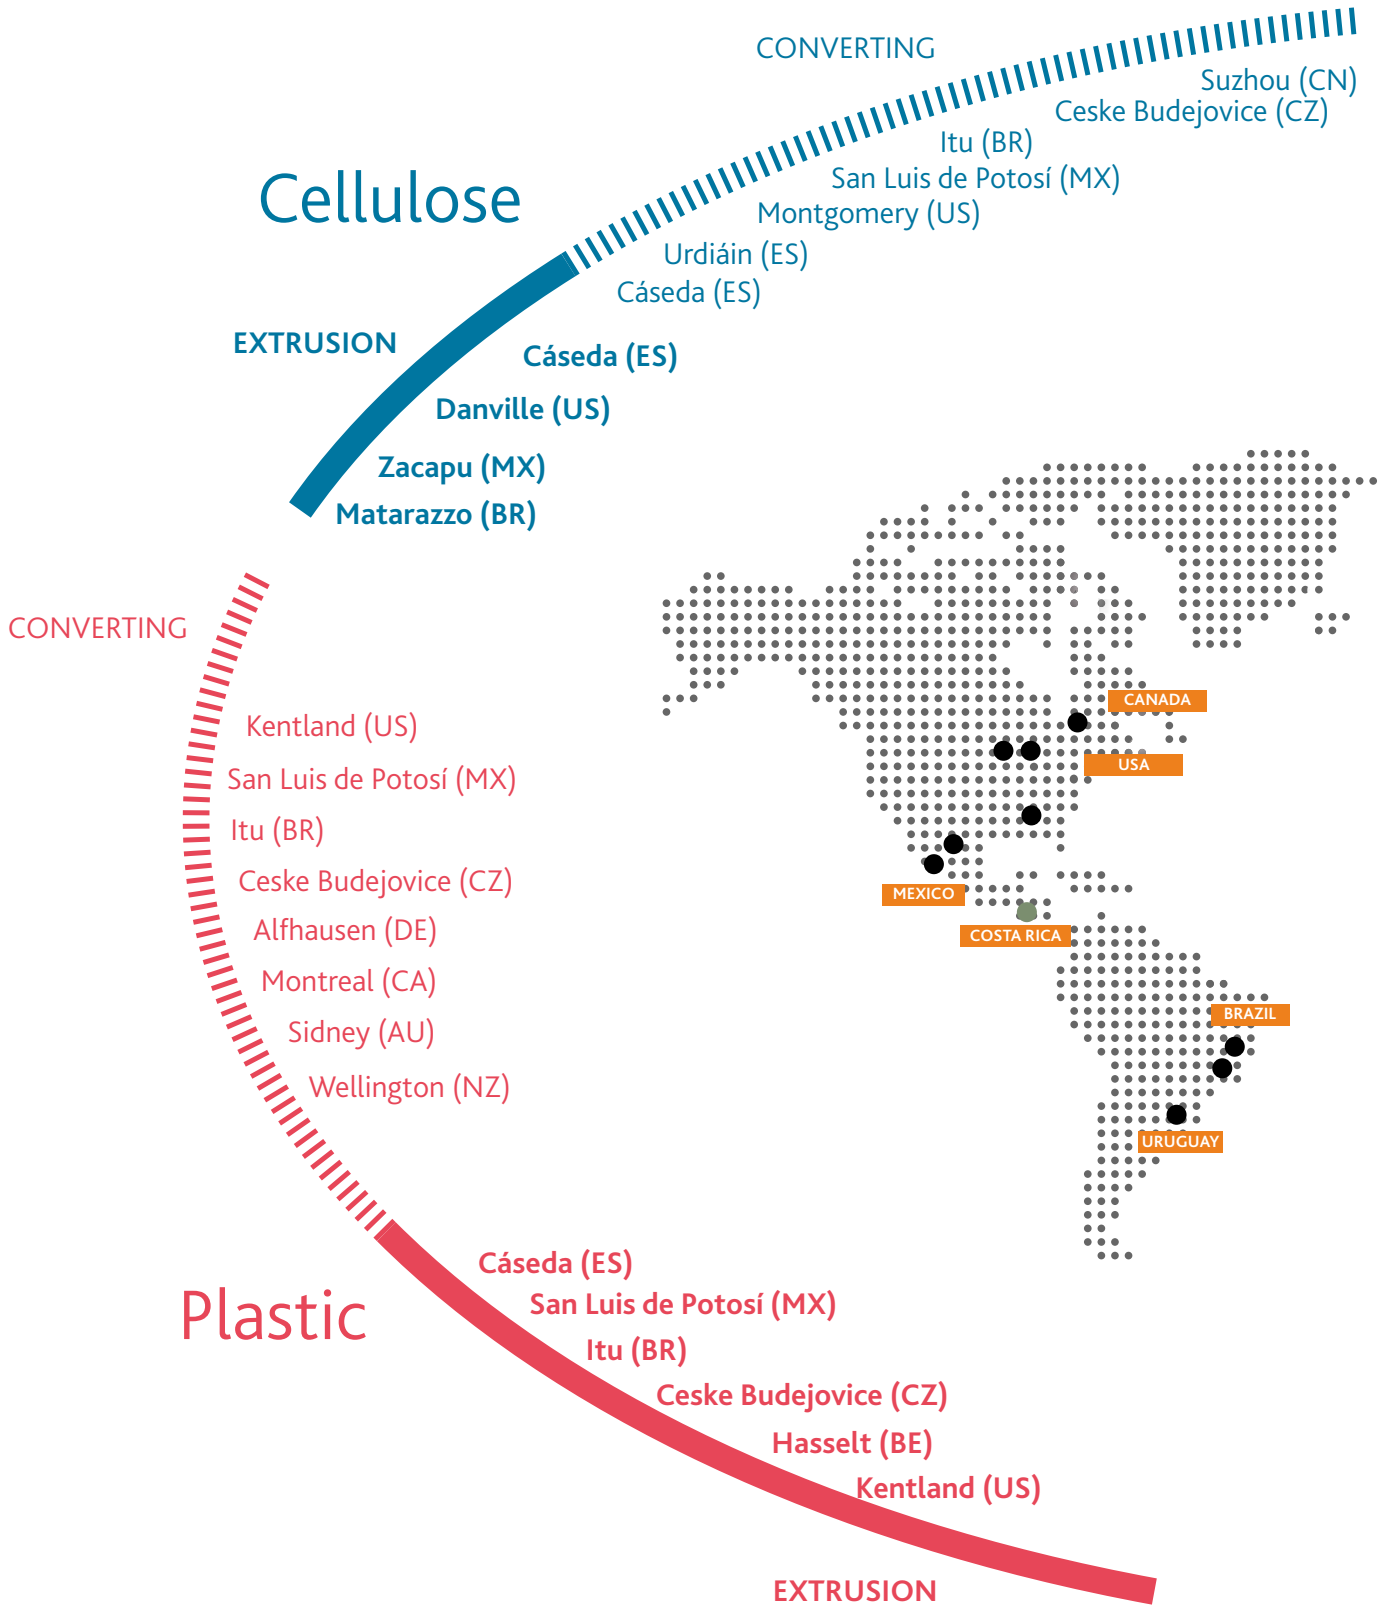 CONVERTING
Suzhou (CN)
Ceske Budejovice (CZ)
Itu (BR)
San Luis de Potosí (MX)
Montgomery (US)
Urdiáin (ES)
Cáseda (ES)
Cellulose
EXTRUSION
Cáseda (ES)
Danville (US)
Zacapu (MX)
Matarazzo (BR)
CONVERTING
Kentland (US)
San Luis de Potosí (MX)
Itu (BR)
Ceske Budejovice (CZ)
Alfhausen (DE)
Montreal (CA)
Sidney (AU)
Wellington (NZ)
CANADA
USA
MEXICO
COSTA RICA
BRAZIL
URUGUAY
Plastic
Cáseda (ES)
San Luis de Potosí (MX)
Itu (BR)
Ceske Budejovice (CZ)
Hasselt (BE)
Kentland (US)
EXTRUSION